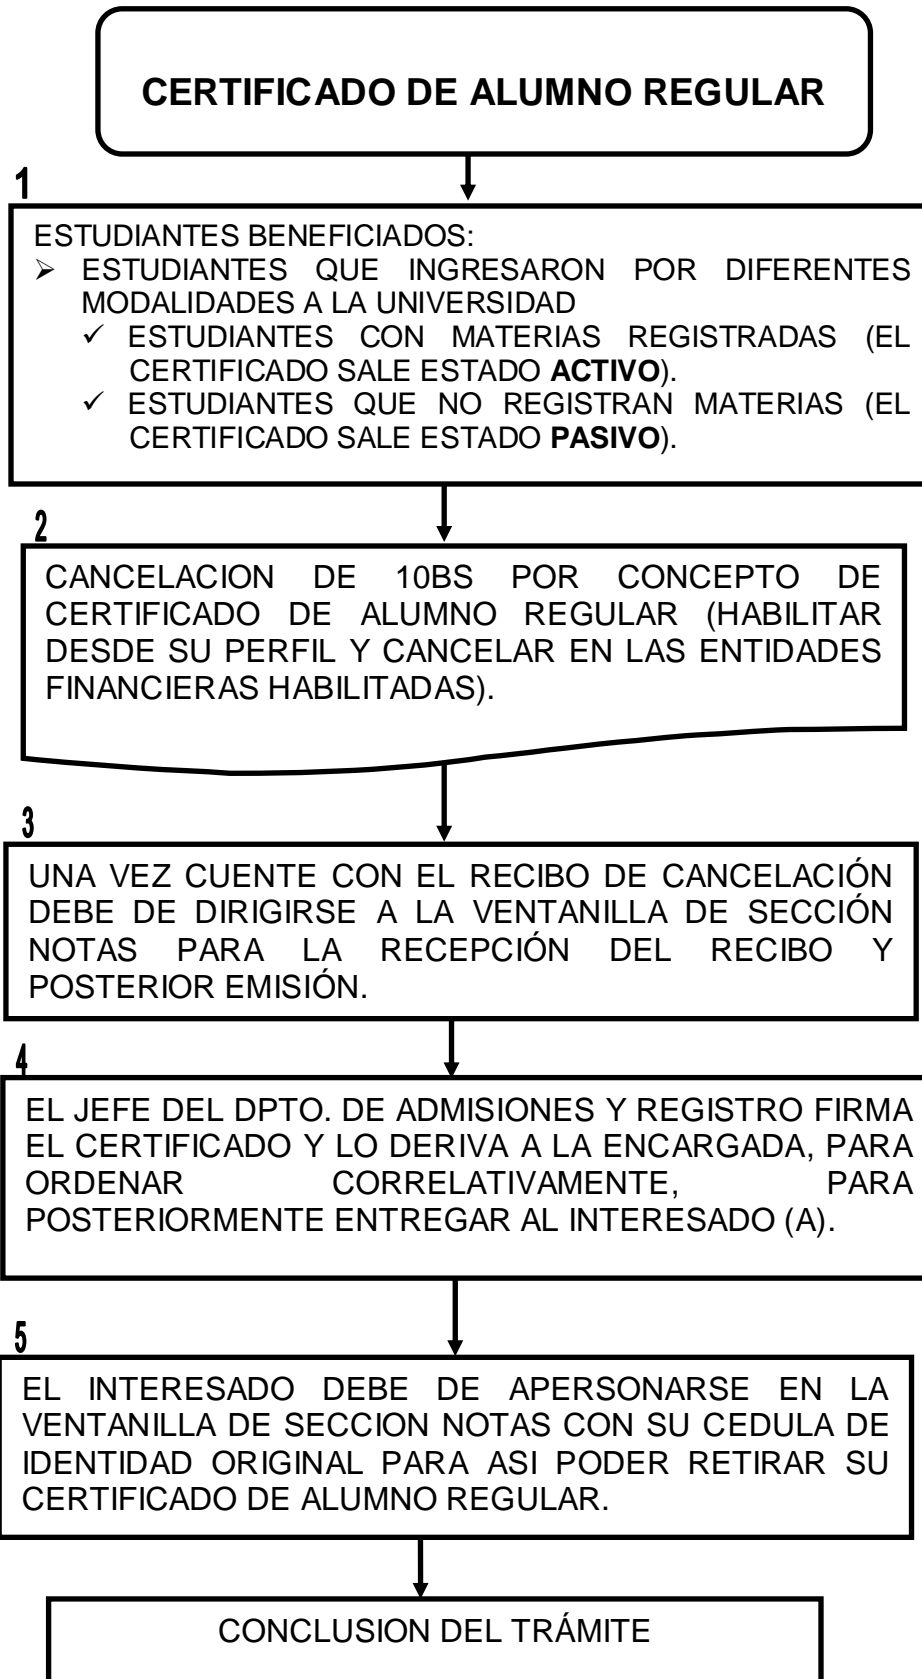 CERTIFICADO DE ALUMNO REGULAR
1
ESTUDIANTES BENEFICIADOS:
➢ ESTUDIANTES QUE INGRESARON POR DIFERENTES
MODALIDADES A LA UNIVERSIDAD
✓ ESTUDIANTES CON MATERIAS REGISTRADAS (EL
CERTIFICADO SALE ESTADO ACTIVO).
✓ ESTUDIANTES QUE NO REGISTRAN MATERIAS (EL
CERTIFICADO SALE ESTADO PASIVO).
2
CANCELACION DE 10BS POR CONCEPTO DE
CERTIFICADO DE ALUMNO REGULAR (HABILITAR
DESDE SU PERFIL Y CANCELAR EN LAS ENTIDADES
FINANCIERAS HABILITADAS).
3
UNA VEZ CUENTE CON EL RECIBO DE CANCELACIÓN
DEBE DE DIRIGIRSE A LA VENTANILLA DE SECCIÓN
NOTAS PARA LA RECEPCIÓN DEL RECIBO Y
POSTERIOR EMISIÓN.
4
EL JEFE DEL DPTO. DE ADMISIONES Y REGISTRO FIRMA
EL CERTIFICADO Y LO DERIVA A LA ENCARGADA, PARA
ORDENAR CORRELATIVAMENTE, PARA
POSTERIORMENTE ENTREGAR AL INTERESADO (A).
5
EL INTERESADO DEBE DE APERSONARSE EN LA
VENTANILLA DE SECCION NOTAS CON SU CEDULA DE
IDENTIDAD ORIGINAL PARA ASI PODER RETIRAR SU
CERTIFICADO DE ALUMNO REGULAR.
CONCLUSION DEL TRÁMITE